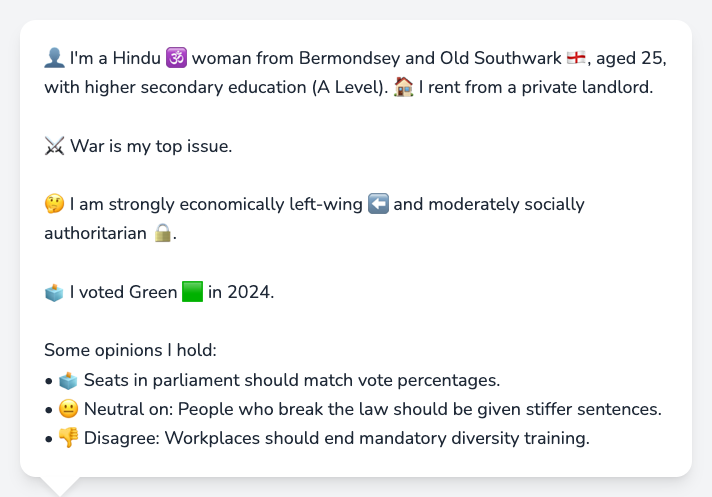 👤 I'm a Hindu 🕉️ woman from Bermondsey and Old Southwark 🏴󠁧󠁢󠁥󠁮󠁧󠁿, aged 25,
with higher secondary education (A Level). 🏠 I rent from a private landlord.
⚔️ War is my top issue.
🤔 I am strongly economically left-wing ⬅️ and moderately socially
authoritarian 🔒.
🗳️ I voted Green 🟩 in 2024.
Some opinions I hold:
• 🗳️ Seats in parliament should match vote percentages.
• 😐 Neutral on: People who break the law should be given stiffer sentences.
• 👎 Disagree: Workplaces should end mandatory diversity training.